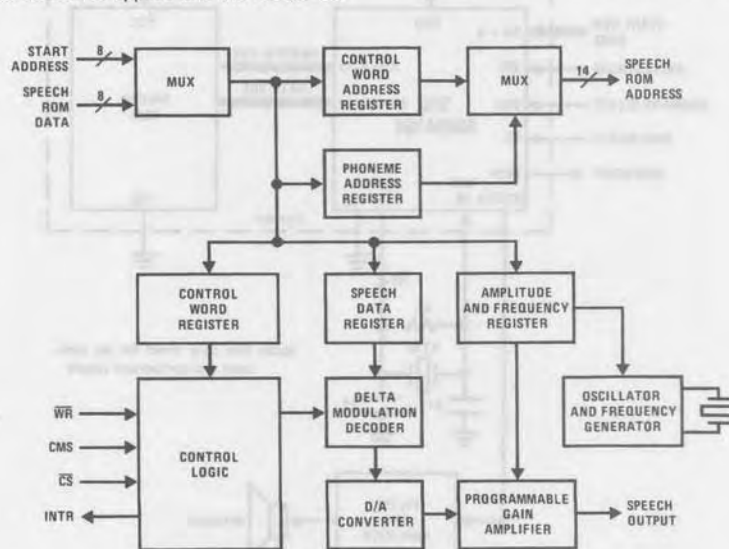 START
ADDRESS
8
SPEECH
ROM
DATA
8
MUX
CONTROL
WORD
ADDRESS
REGISTER
MUX
14
SPEECH
ROM
ADDRESS
PHONEME
ADDRESS
REGISTER
CONTROL
WORD
REGISTER
SPEECH
DATA
REGISTER
AMPLITUDE
AND FREQUENCY
REGISTER
OSCILLATOR
AND FREQUENCY
GENERATOR
W̅R̅
CMS
C̅S̅
INTR
CONTROL
LOGIC
DELTA
MODULATION
DECODER
D/A
CONVERTER
PROGRAMMABLE
GAIN
AMPLIFIER
SPEECH
OUTPUT